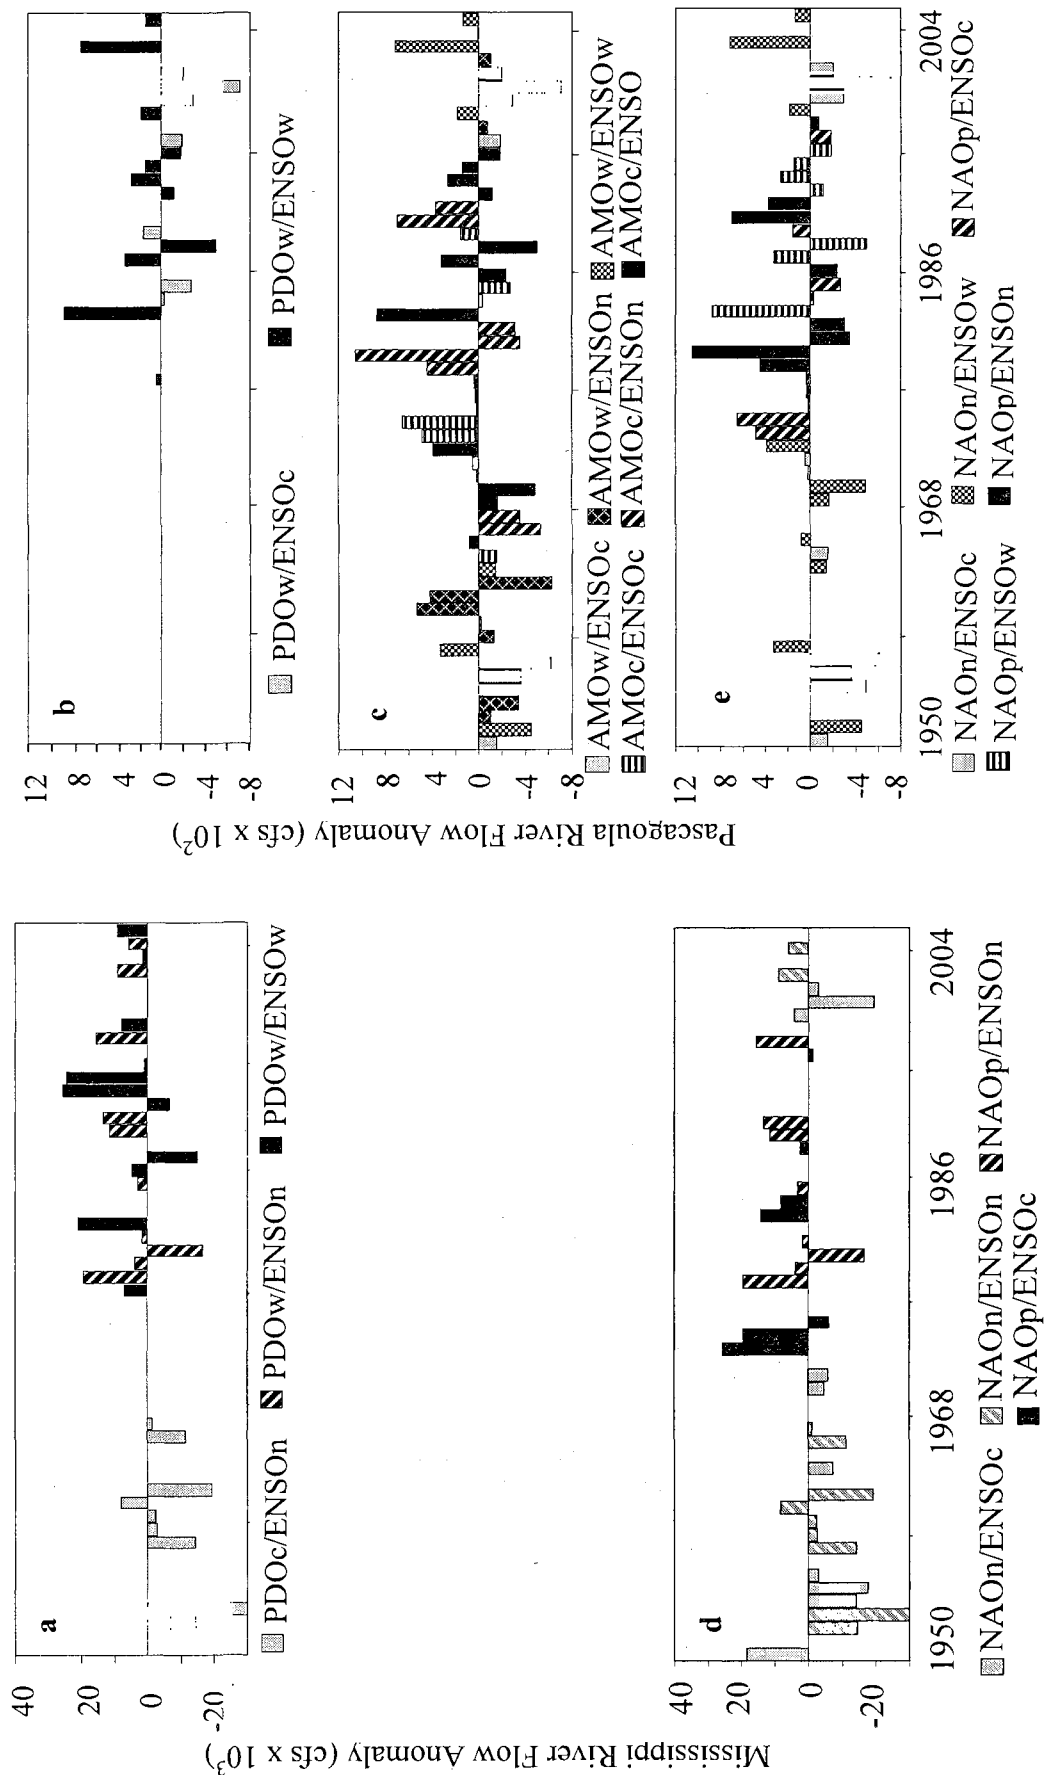 Mississippi River Flow Anomaly (cfs x 10³)
a
40
20
0
-20
PDOc/ENSOn PDOw/ENSOn PDOw/ENSOw
d
40
20
0
-20
1950 1968 1986 2004
NAOn/ENSOc NAOn/ENSOn NAOp/ENSOn
NAOp/ENSOc
Pascagoula River Flow Anomaly (cfs x 10²)
b
12
8
4
0
-4
-8
PDOw/ENSOc PDOw/ENSOw
c
12
8
4
0
-4
-8
AMOw/ENSOc AMOw/ENSOn AMOw/ENSOw
AMOc/ENSOc AMOc/ENSOn AMOc/ENSO
e
12
8
4
0
-4
-8
1950 1968 1986 2004
NAOn/ENSOc NAOn/ENSOw NAOp/ENSOc
NAOp/ENSOw NAOp/ENSOn